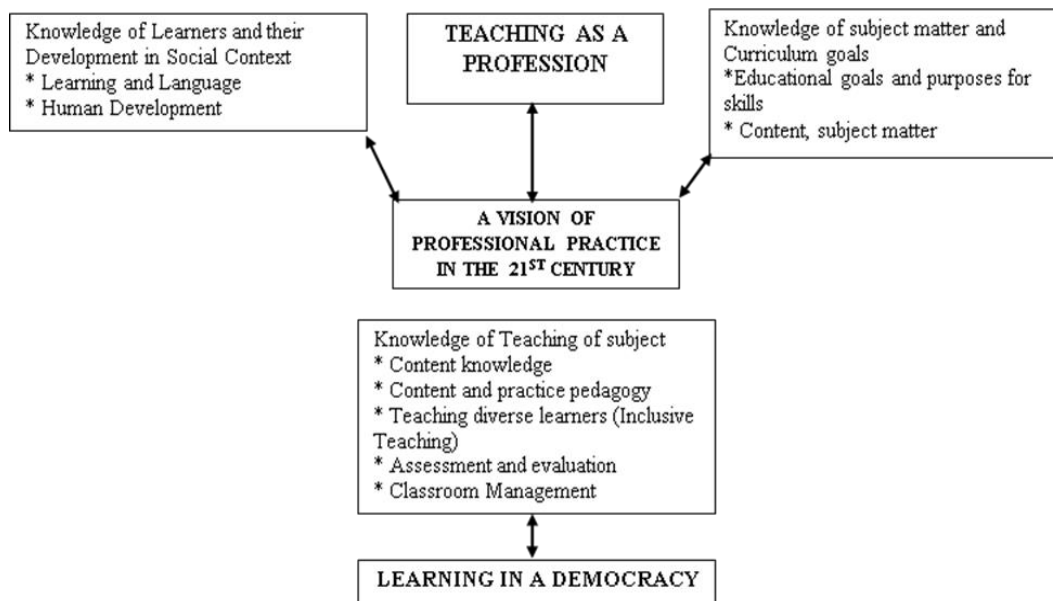 Knowledge of Learners and their
Development in Social Context
* Learning and Language
* Human Development
TEACHING AS A
PROFESSION
Knowledge of subject matter and
Curriculum goals
*Educational goals and purposes for
skills
* Content, subject matter
A VISION OF
PROFESSIONAL PRACTICE
IN THE 21ST CENTURY
Knowledge of Teaching of subject
* Content knowledge
* Content and practice pedagogy
* Teaching diverse learners (Inclusive
Teaching)
* Assessment and evaluation
* Classroom Management
LEARNING IN A DEMOCRACY